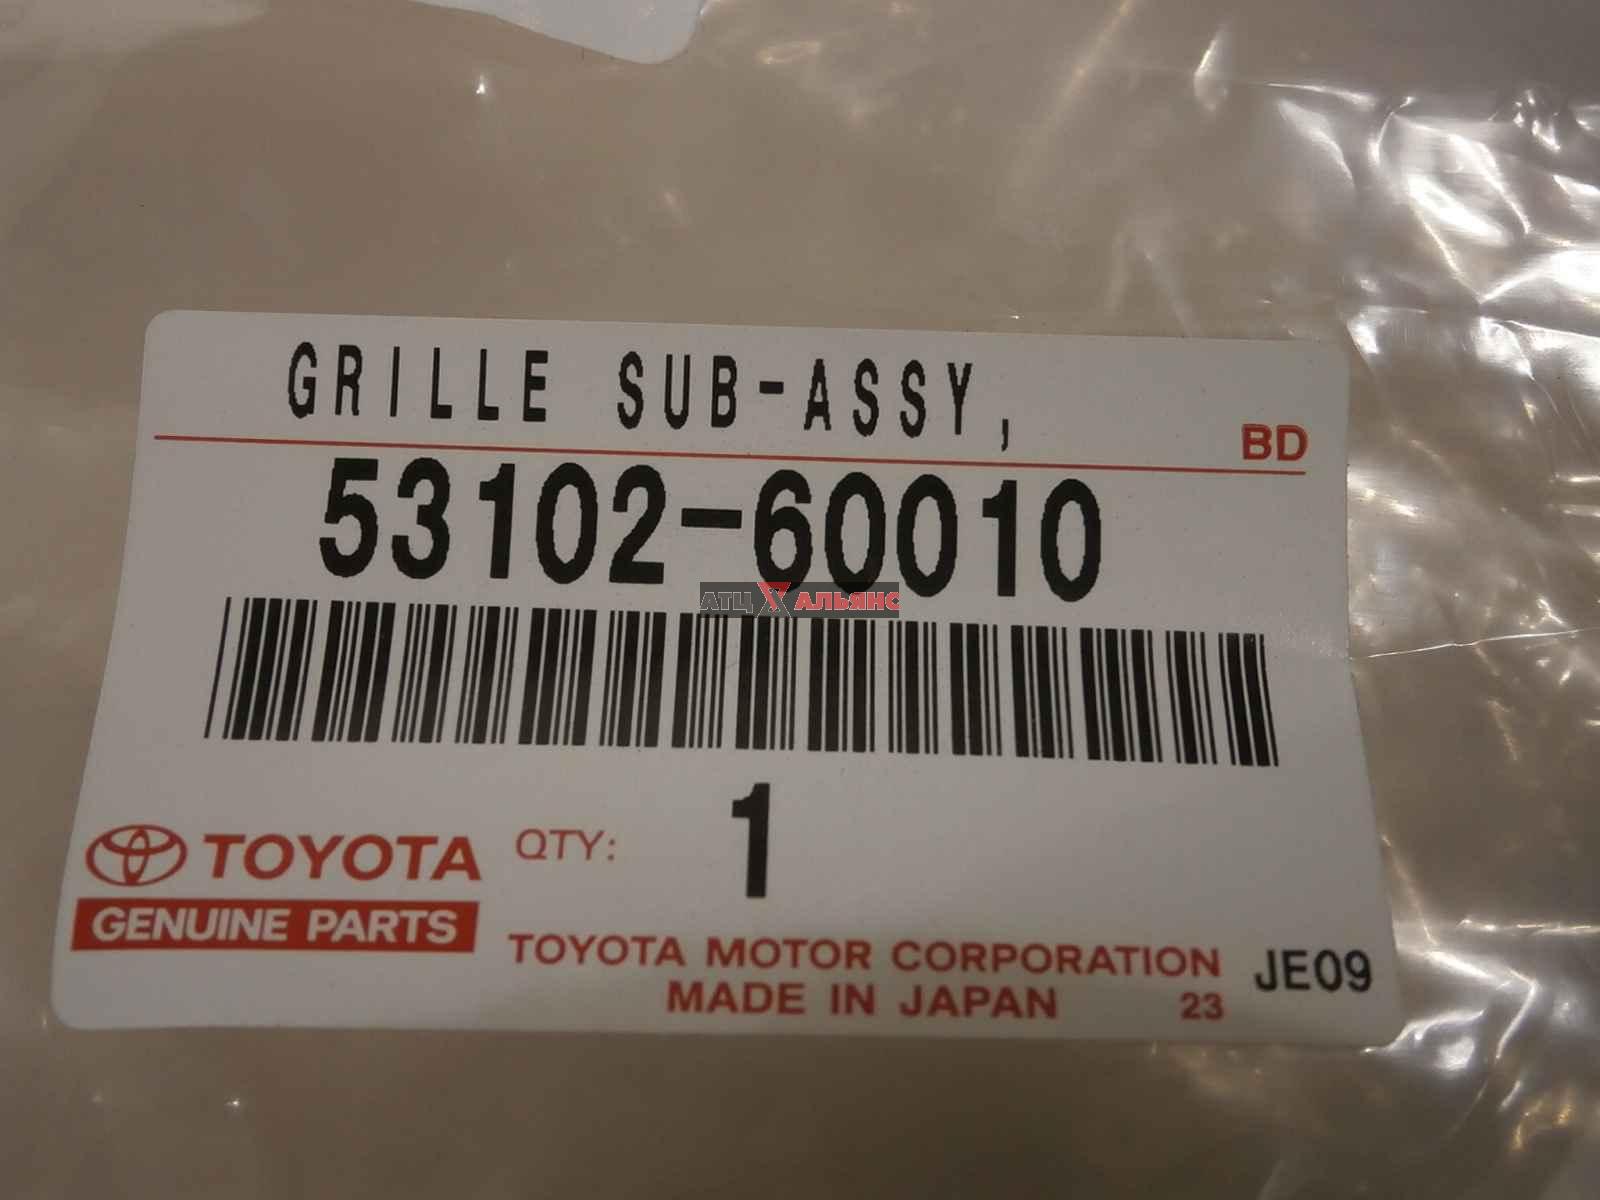 GRILLE SUB-ASSY,
BD
53102-60010
АТЦ АЛЬЯНС
1
TOYOTA QTY:
GENUINE PARTS
TOYOTA MOTOR CORPORATION
MADE IN JAPAN 23
JE09